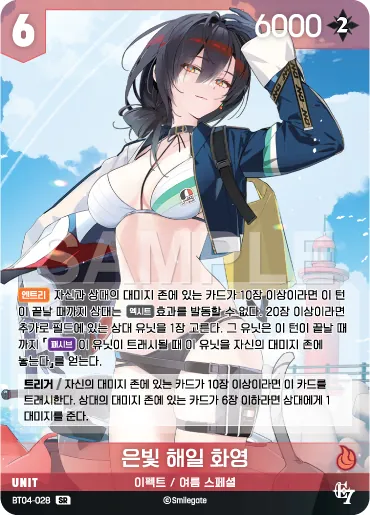 6
6000 2
SAMPLE
엔트리 자신과 상대의 대미지 존에 있는 카드가 10장 이상이라면 이 턴
이 끝날 때까지 상대는 엑시트 효과를 발동할 수 없다. 20장 이상이라면
추가로 필드에 있는 상대 유닛을 1장 고른다. 그 유닛은 이 턴이 끝날 때
까지 「패시브 이 유닛이 트래시될 때 이 유닛을 자신의 대미지 존에
놓는다」를 얻는다.
트리거 / 자신의 대미지 존에 있는 카드가 10장 이상이라면 이 카드를
트래시한다. 상대의 대미지 존에 있는 카드가 6장 이하라면 상대에게 1
대미지를 준다.
은빛 해일 화영
UNIT
이펙트 / 여름 스페셜
BT04-028 SR
©Smilegate
E7